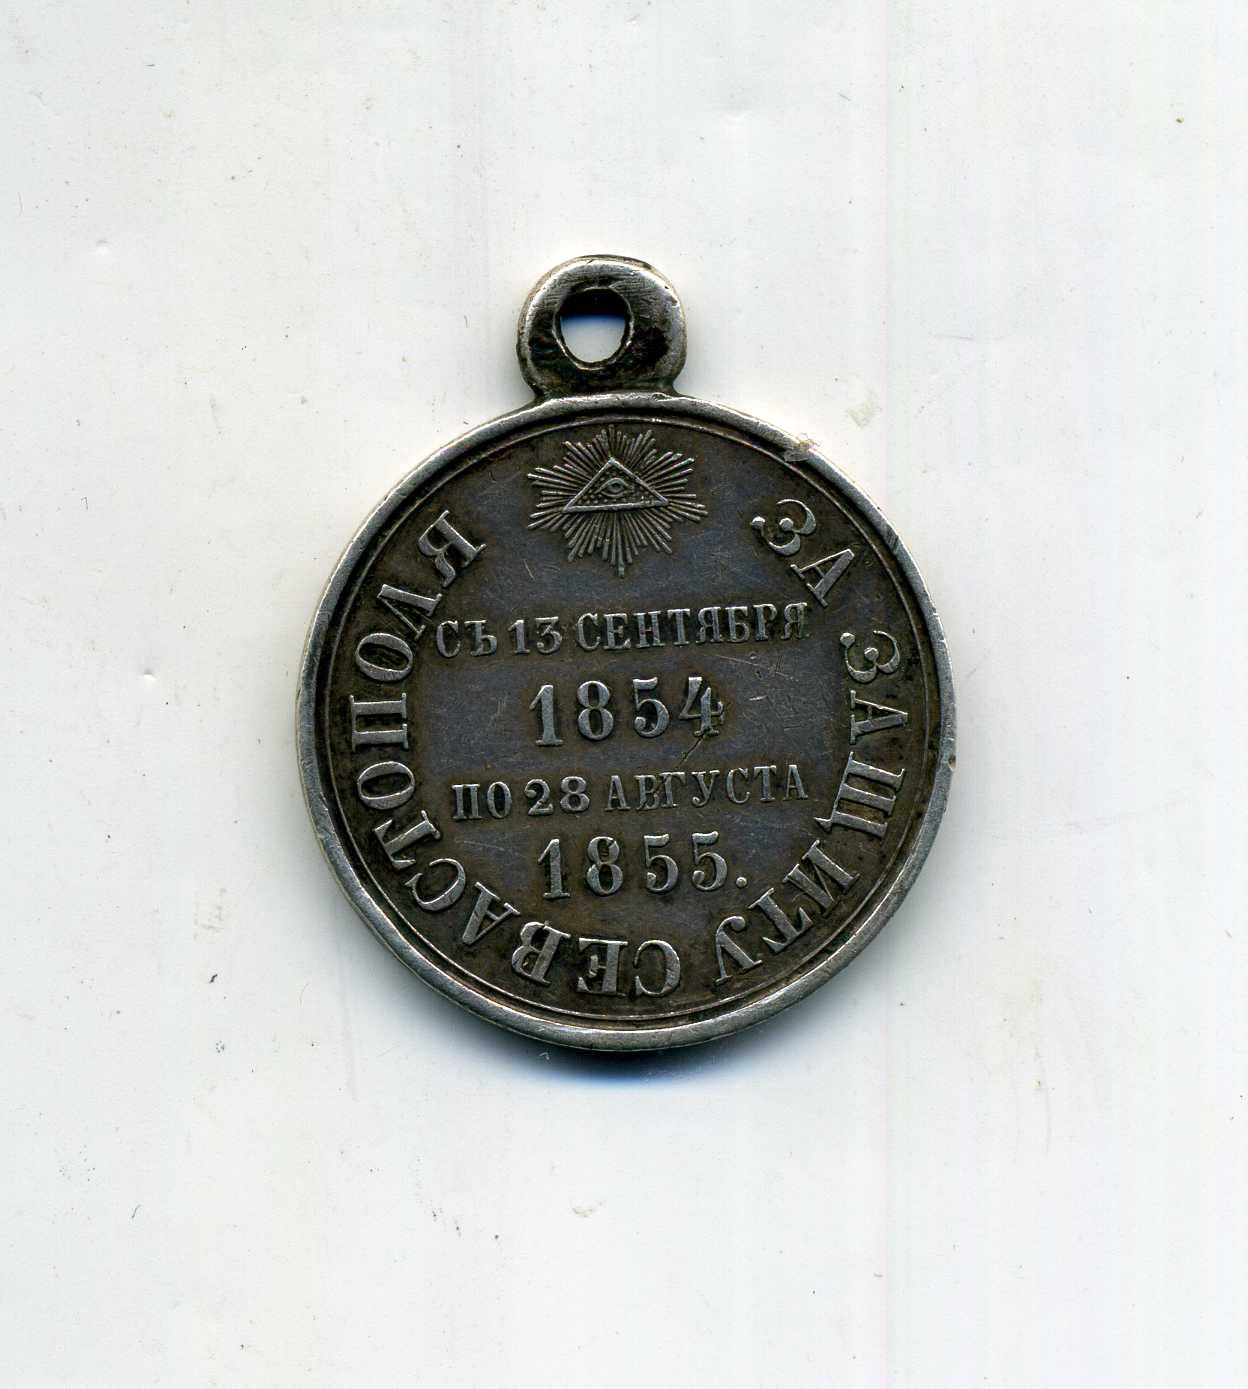 ЗА ЗАЩИТУ СЕВАСТОПОЛЯ
СЪ 13 СЕНТЯБРЯ
1854
ПО 28 АВГУСТА
1855.